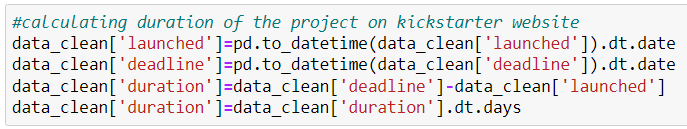 #calculating duration of the project on kickstarter website
data_clean['launched']=pd.to_datetime(data_clean['launched']).dt.date
data_clean['deadline']=pd.to_datetime(data_clean['deadline']).dt.date
data_clean['duration']=data_clean['deadline']-data_clean['launched']
data_clean['duration']=data_clean['duration'].dt.days